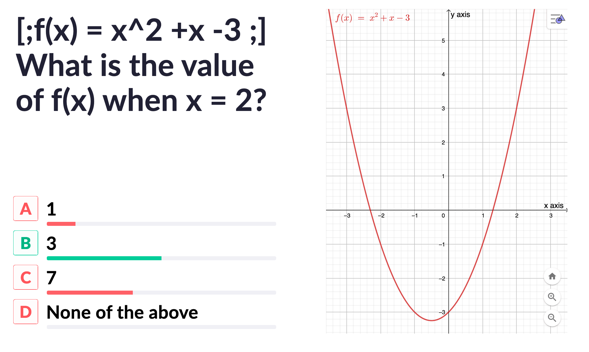 [;f(x) = x^2 +x -3 ;]
What is the value
of f(x) when x = 2?
A 1
B 3
C 7
D None of the above
f(x) = x² + x − 3
y axis
5
4
3
2
1
x axis
−3 −2 −1 0 1 2 3
−1
−2
−3